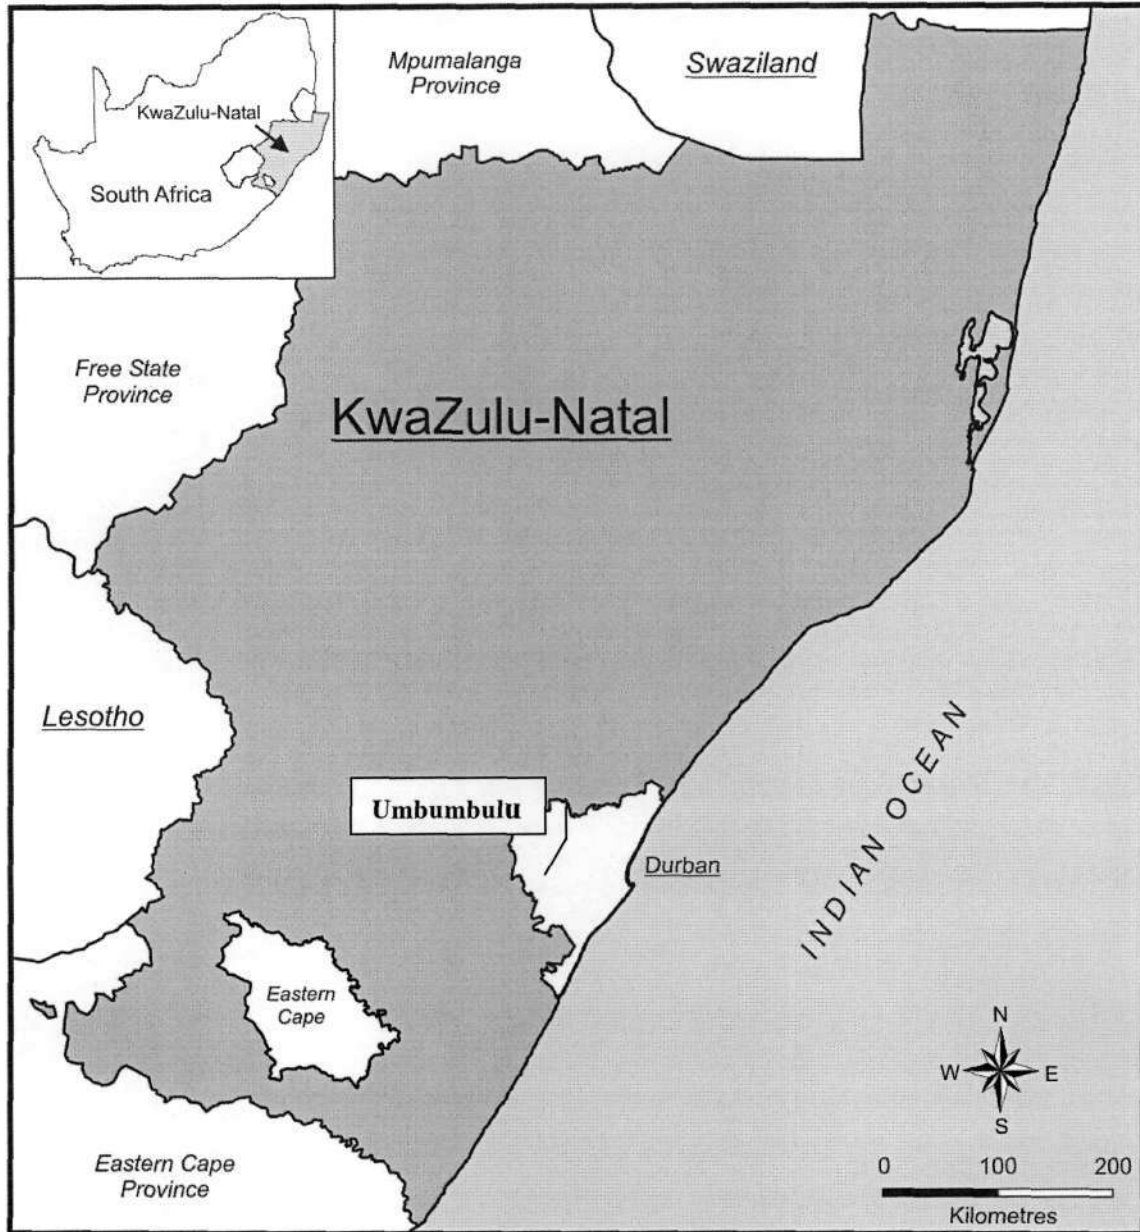 KwaZulu-Natal
South Africa
Mpumalanga
Province
Swaziland
Free State
Province
KwaZulu-Natal
Lesotho
Umbumbulu
Durban
INDIAN OCEAN
Eastern
Cape
Eastern Cape
Province
N
W
E
S
0 100 200
Kilometres